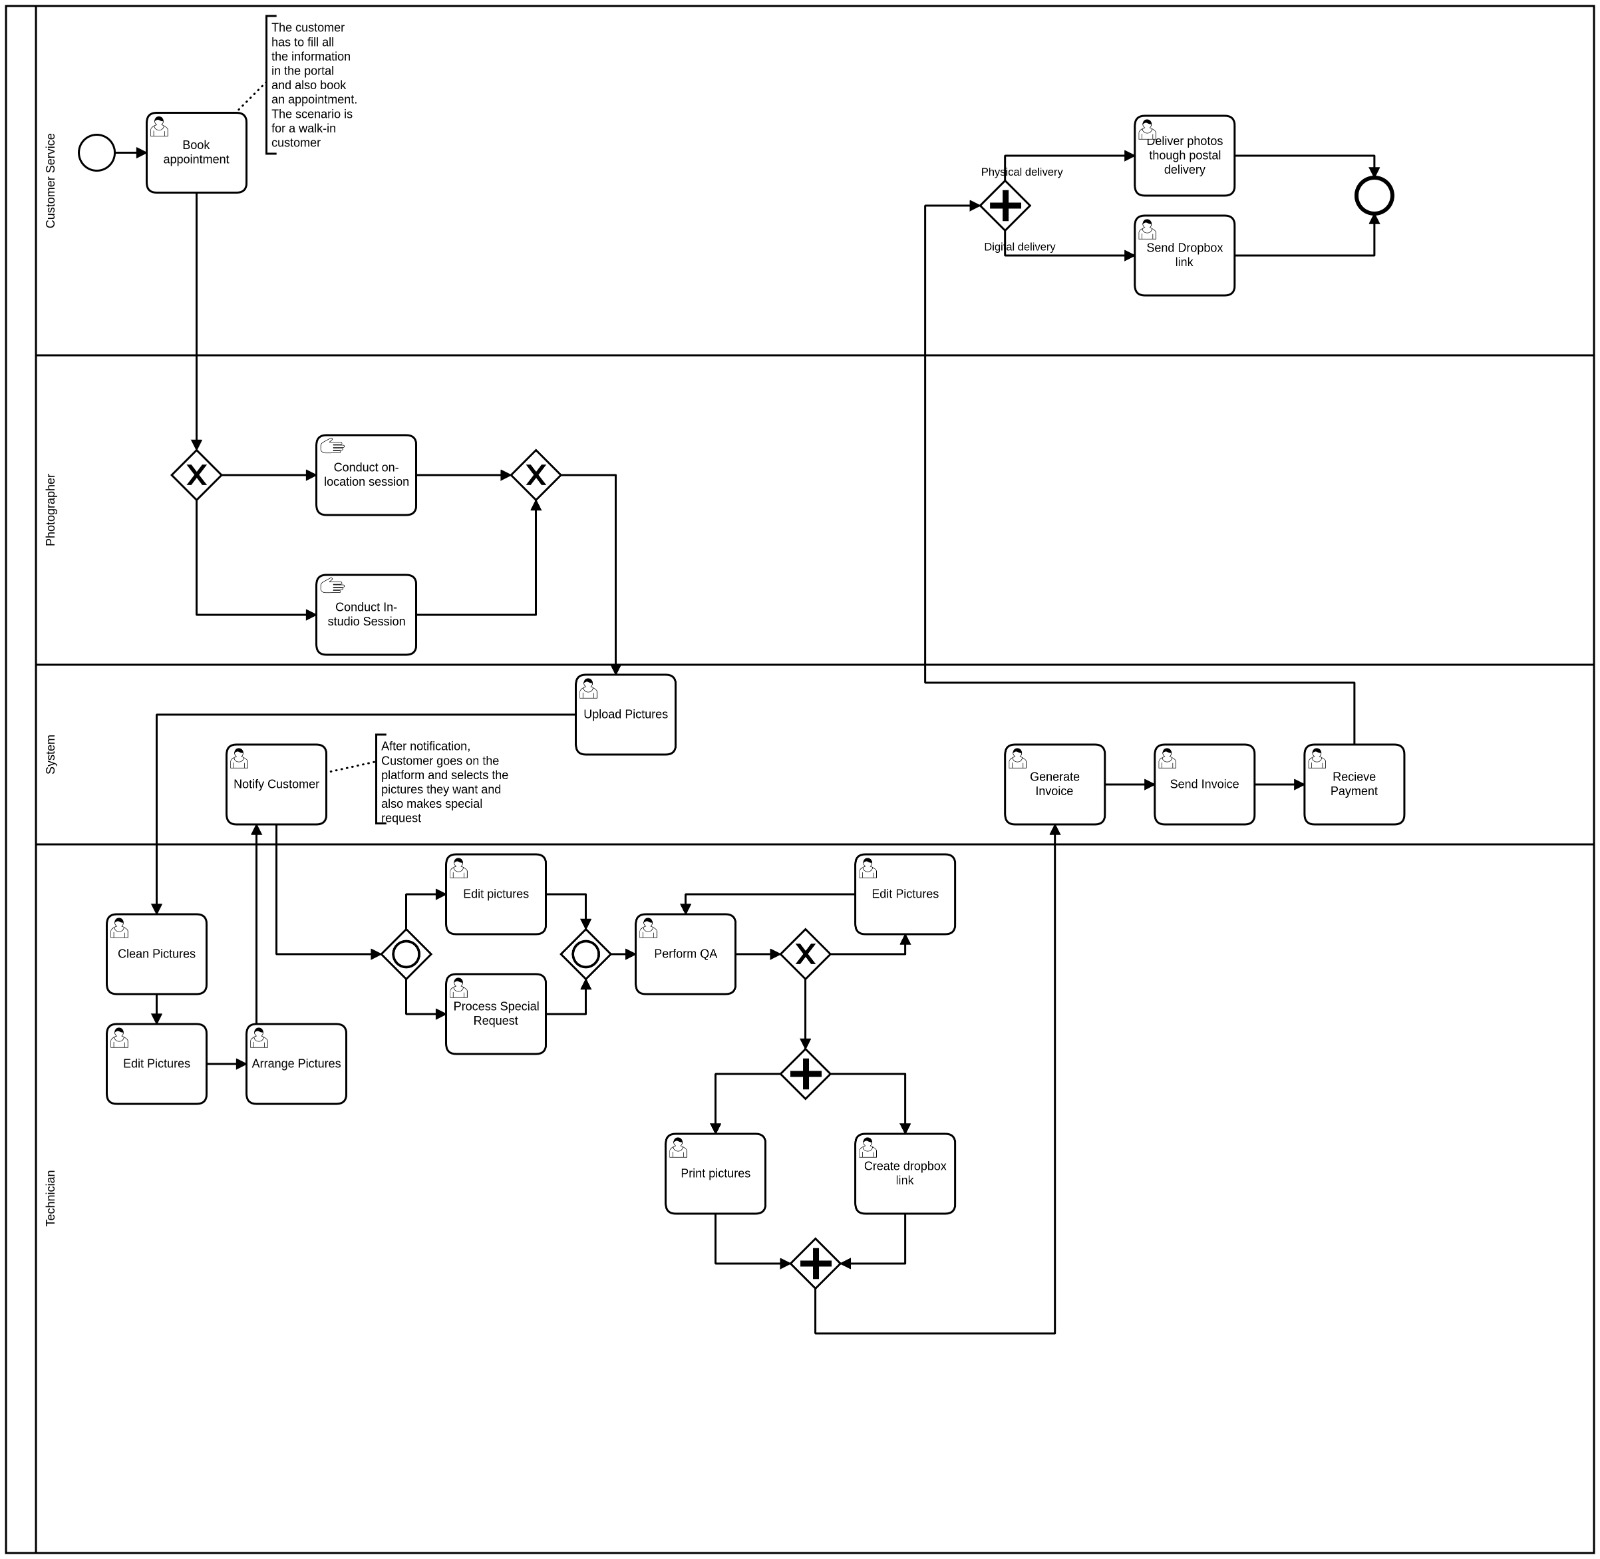 Customer Service
The customer
has to fill all
the information
in the portal
and also book
an appointment.
The scenario is
for a walk-in
customer
Book
appointment
Physical delivery
Digital delivery
Deliver photos
though postal
delivery
Send Dropbox
link
Photographer
Conduct on-
location session
Conduct In-
studio Session
System
Upload Pictures
Notify Customer
After notification,
Customer goes on the
platform and selects the
pictures they want and
also makes special
request
Generate
Invoice
Send Invoice
Recieve
Payment
Technician
Clean Pictures
Edit Pictures
Arrange Pictures
Edit pictures
Process Special
Request
Perform QA
Edit Pictures
Print pictures
Create dropbox
link